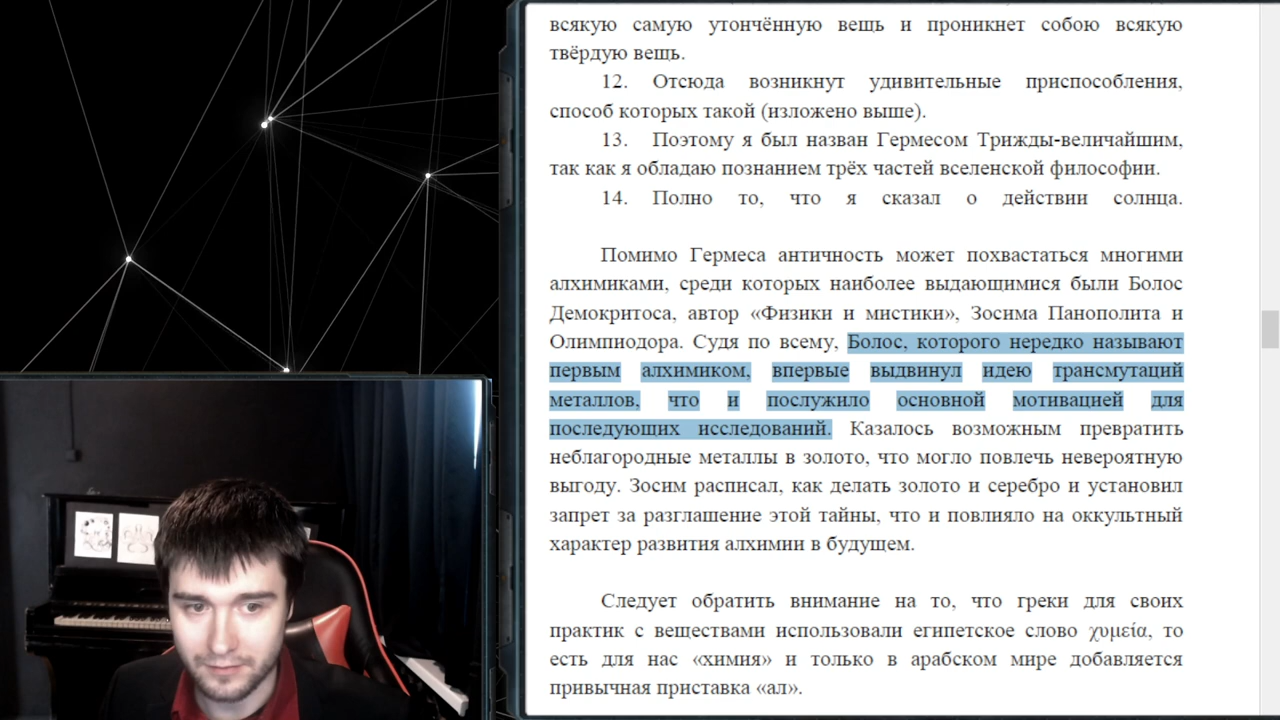 всякую самую утончённую вещь и проникнет собою всякую
твёрдую вещь.
12. Отсюда возникнут удивительные приспособления,
способ которых такой (изложено выше).
13. Поэтому я был назван Гермесом Трижды-величайшим,
так как я обладаю познанием трёх частей вселенской философии.
14. Полно то, что я сказал о действии солнца.
Помимо Гермеса античность может похвастаться многими
алхимиками, среди которых наиболее выдающимися были Болос
Демокритоса, автор «Физики и мистики», Зосима Панополита и
Олимпиодора. Судя по всему, Болос, которого нередко называют
первым алхимиком, впервые выдвинул идею трансмутаций
металлов, что и послужило основной мотивацией для
последующих исследований. Казалось возможным превратить
неблагородные металлы в золото, что могло повлечь невероятную
выгоду. Зосим расписал, как делать золото и серебро и установил
запрет за разглашение этой тайны, что и повлияло на оккультный
характер развития алхимии в будущем.
Следует обратить внимание на то, что греки для своих
практик с веществами использовали египетское слово χυμεία, то
есть для нас «химия» и только в арабском мире добавляется
привычная приставка «ал».